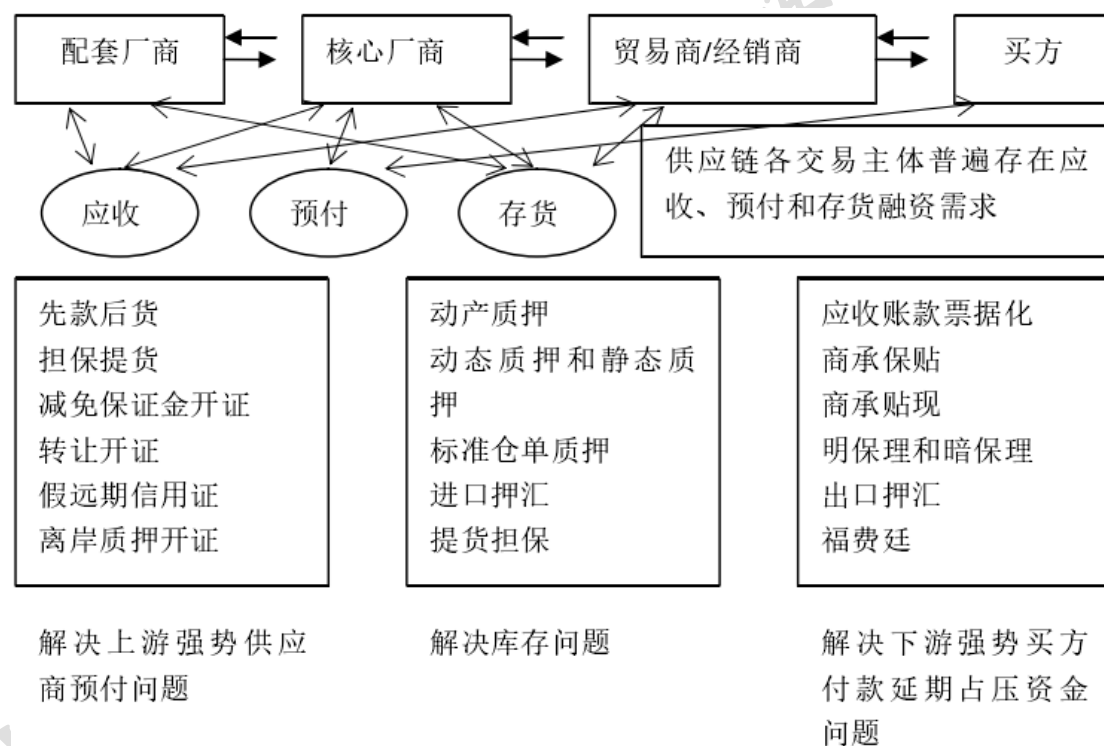 配套厂商
核心厂商
贸易商/经销商
买方
供应链各交易主体普遍存在应
收、预付和存货融资需求
应收
预付
存货
先款后货
担保提货
减免保证金开证
转让开证
假远期信用证
离岸质押开证
动产质押
动态质押和静态质
押
标准仓单质押
进口押汇
提货担保
应收账款票据化
商承保贴
商承贴现
明保理和暗保理
出口押汇
福费廷
解决上游强势供应
商预付问题
解决库存问题
解决下游强势买方
付款延期占压资金
问题